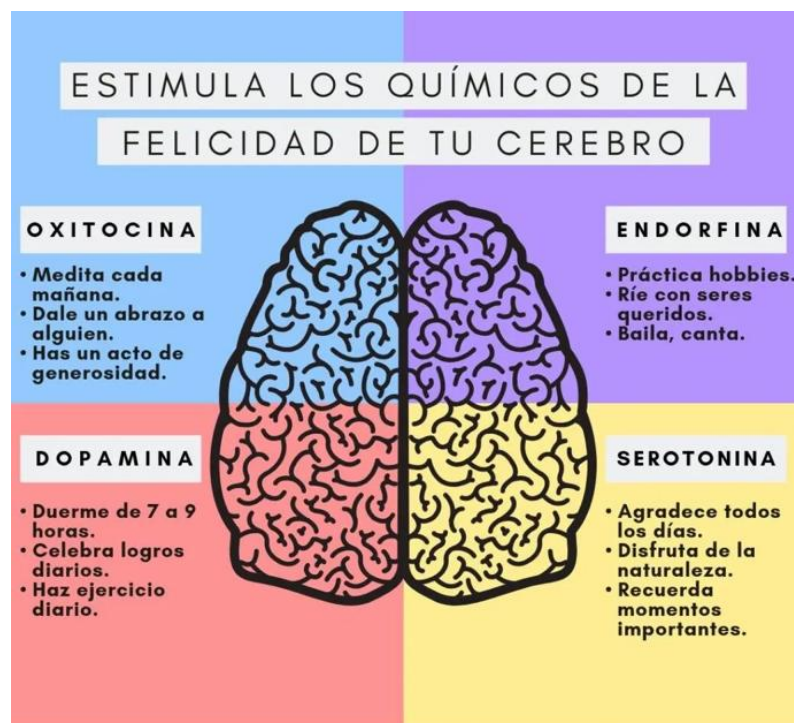 ESTIMULA LOS QUÍMICOS DE LA
FELICIDAD DE TU CEREBRO
OXITOCINA
• Medita cada
mañana.
• Dale un abrazo a
alguien.
• Has un acto de
generosidad.
ENDORFINA
• Práctica hobbies.
• Ríe con seres
queridos.
• Baila, canta.
DOPAMINA
• Duerme de 7 a 9
horas.
• Celebra logros
diarios.
• Haz ejercicio
diario.
SEROTONINA
• Agradece todos
los días.
• Disfruta de la
naturaleza.
• Recuerda
momentos
importantes.